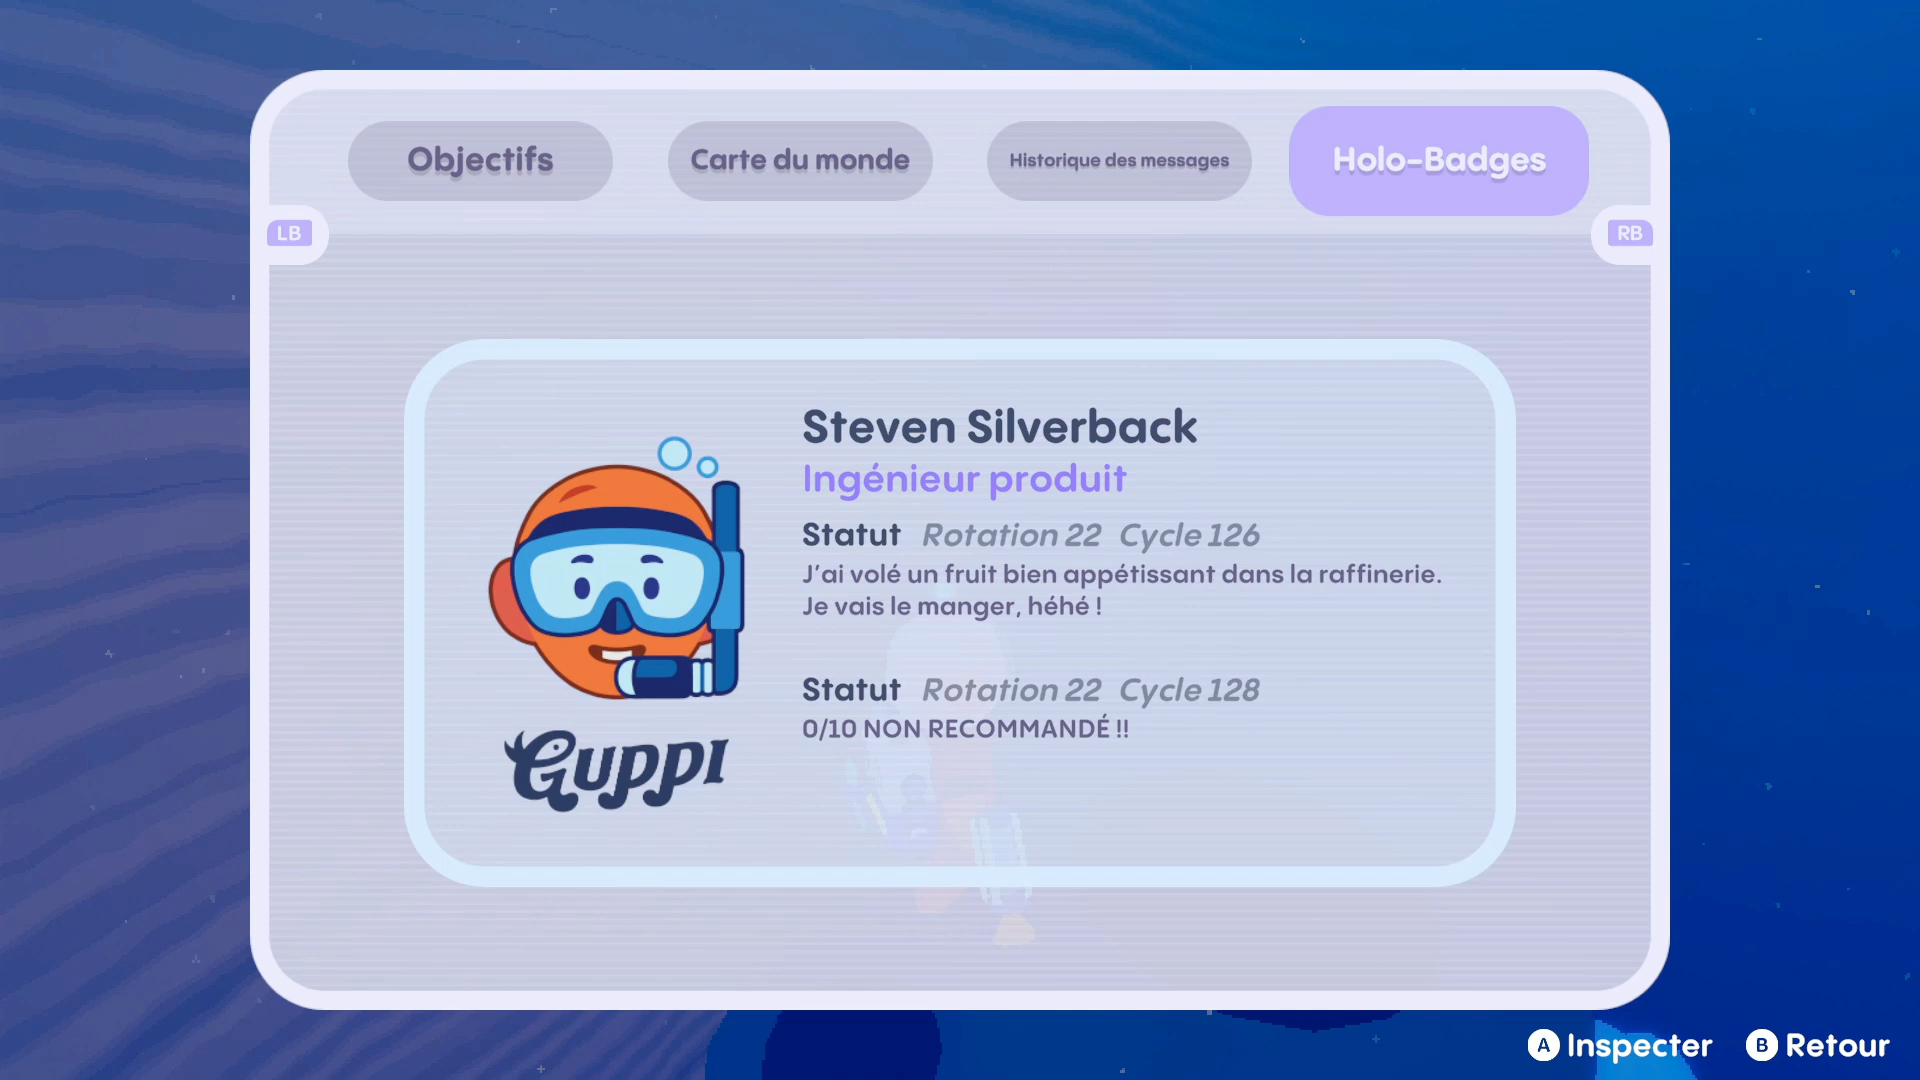 Objectifs
Carte du monde
Historique des messages
Holo-Badges
LB
RB
Steven Silverback
Ingénieur produit
Statut Rotation 22 Cycle 126
J'ai volé un fruit bien appétissant dans la raffinerie.
Je vais le manger, héhé !
Statut Rotation 22 Cycle 128
0/10 NON RECOMMANDÉ !!
Guppi
A Inspecter
B Retour